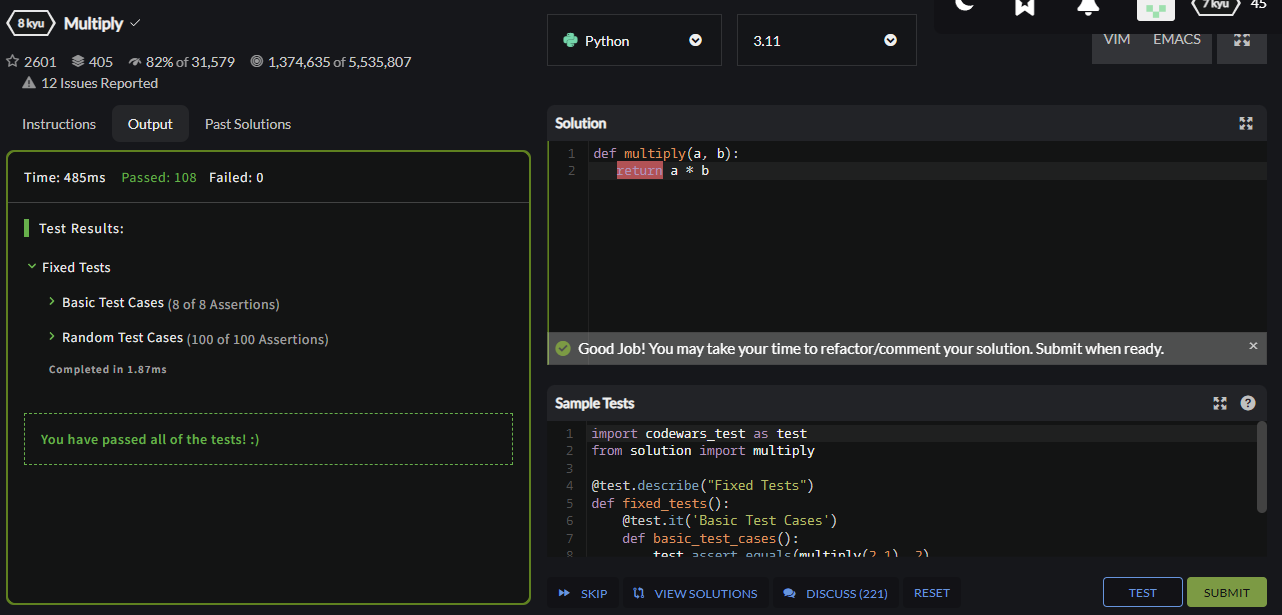 8 kyu Multiply
2601 405 82% of 31,579 1,374,635 of 5,535,807
12 Issues Reported
Instructions Output Past Solutions
Time: 485ms Passed: 108 Failed: 0
Test Results:
Fixed Tests
Basic Test Cases (8 of 8 Assertions)
Random Test Cases (100 of 100 Assertions)
Completed in 1.87ms
You have passed all of the tests! :)
7 kyu 45
Python 3.11 VIM EMACS
Solution
1 def multiply(a, b):
2 return a * b
Good Job! You may take your time to refactor/comment your solution. Submit when ready.
Sample Tests
1 import codewars_test as test
2 from solution import multiply
3
4 @test.describe("Fixed Tests")
5 def fixed_tests():
6 @test.it('Basic Test Cases')
7 def basic_test_cases():
8 test.assert_equals(multiply(2,1), 2)
SKIP VIEW SOLUTIONS DISCUSS (221) RESET TEST SUBMIT